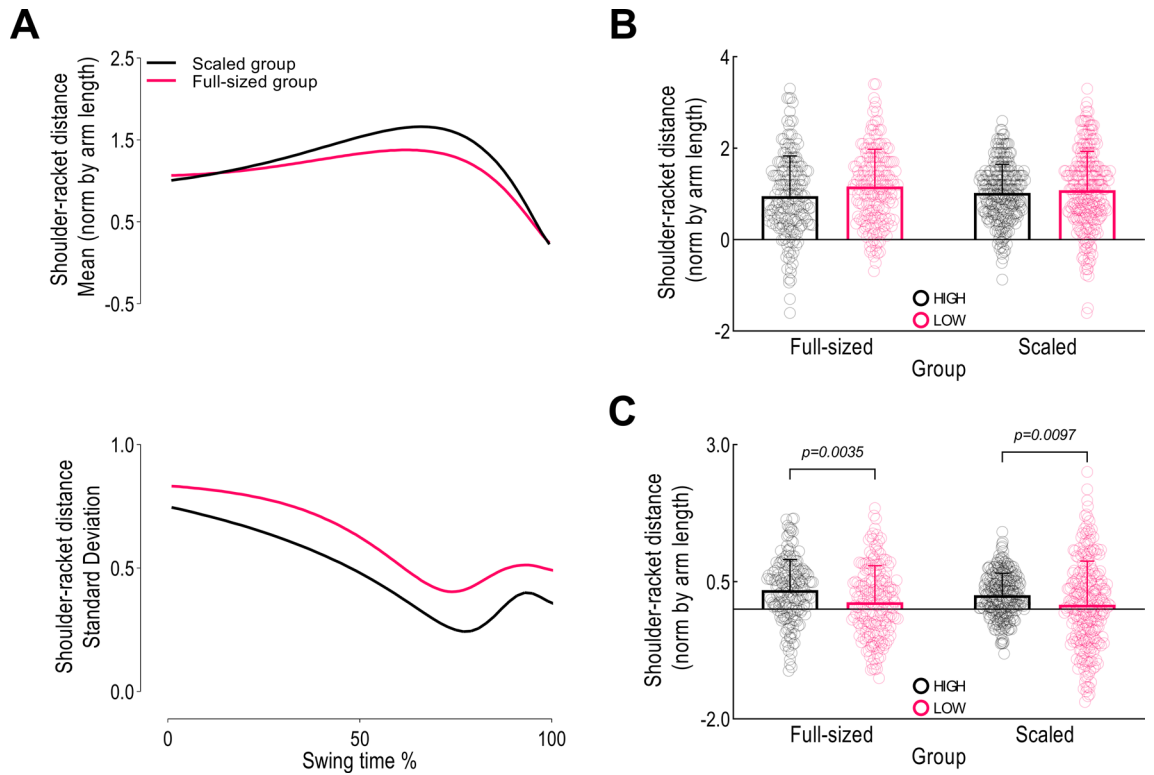 A
Shoulder-racket distance
Mean (norm by arm length)
2.5
1.5
0.5
-0.5
Scaled group
Full-sized group
Shoulder-racket distance
Standard Deviation
1.0
0.5
0.0
0
50
100
Swing time %
B
Shoulder-racket distance
(norm by arm length)
4
2
0
-2
HIGH
LOW
Full-sized
Scaled
Group
C
Shoulder-racket distance
(norm by arm length)
3.0
0.5
-2.0
p=0.0035
p=0.0097
HIGH
LOW
Full-sized
Scaled
Group